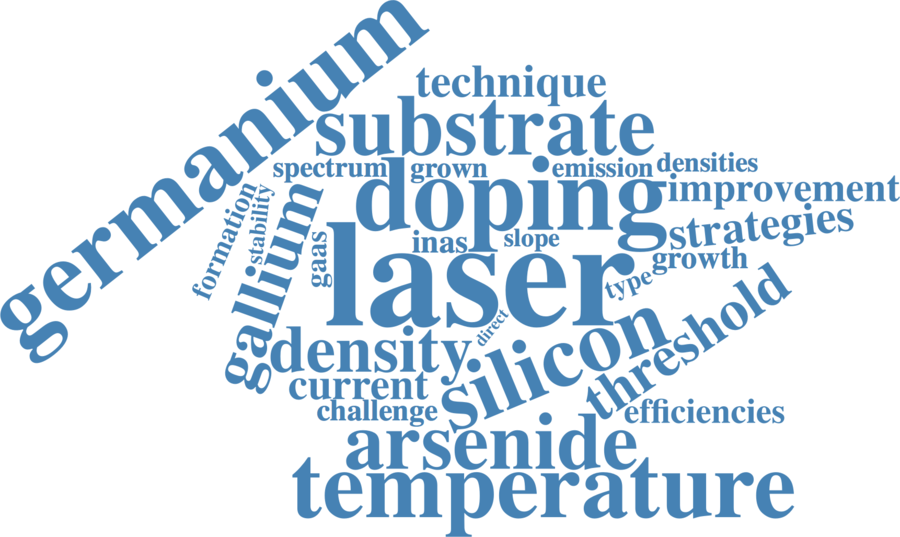 germanium
technique
substrate
spectrum
grown
emission
densities
doping
improvement
formation
stability
gallium
gaas
inas
slope
strategies
laser
growth
type
direct
density
silicon
threshold
current
challenge
efficiencies
arsenide
temperature